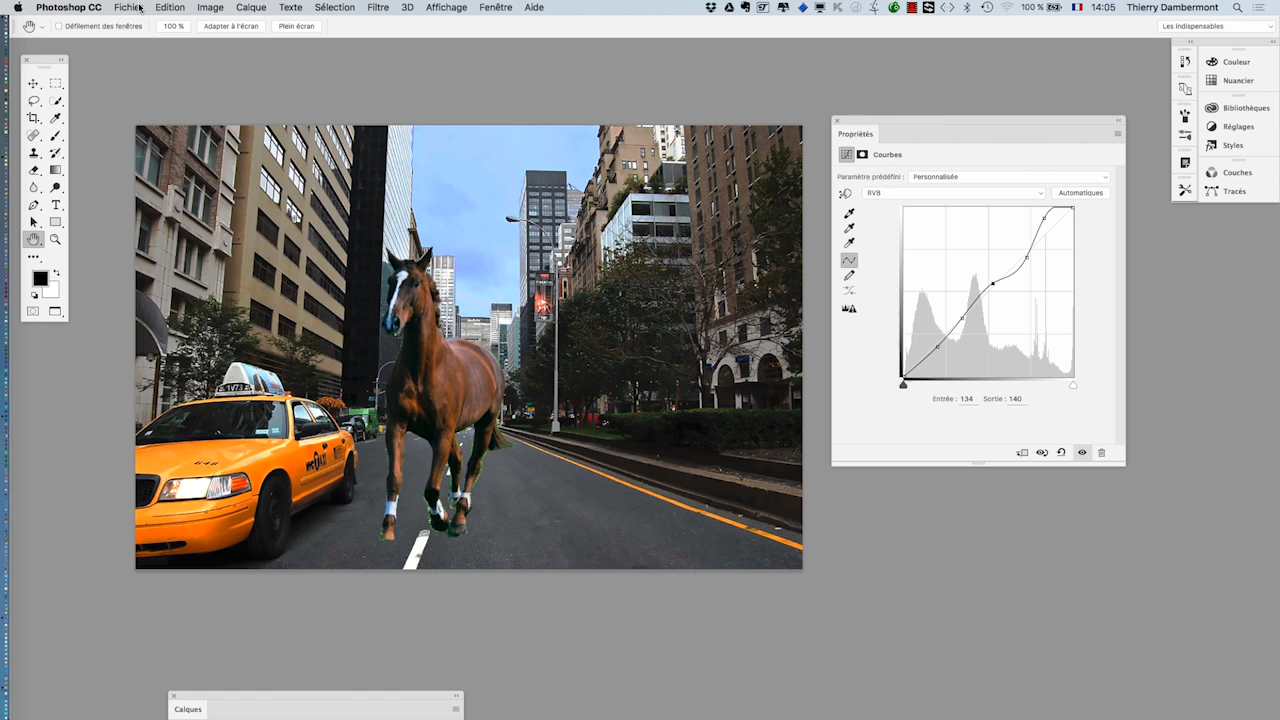 Photoshop CC Fichier Edition Image Calque Texte Sélection Filtre 3D Affichage Fenêtre Aide 100 % 14:05 Thierry Dambermont
Défilement des fenêtres 100 % Adapter à l'écran Plein écran Les indispensables
Couleur
Nuancier
Bibliothèques
Réglages
Styles
Couches
Tracés
Propriétés
Courbes
Paramètre prédéfini : Personnalisée
RVB Automatiques
Entrée : 134 Sortie : 140
NYC TAXI
Calques